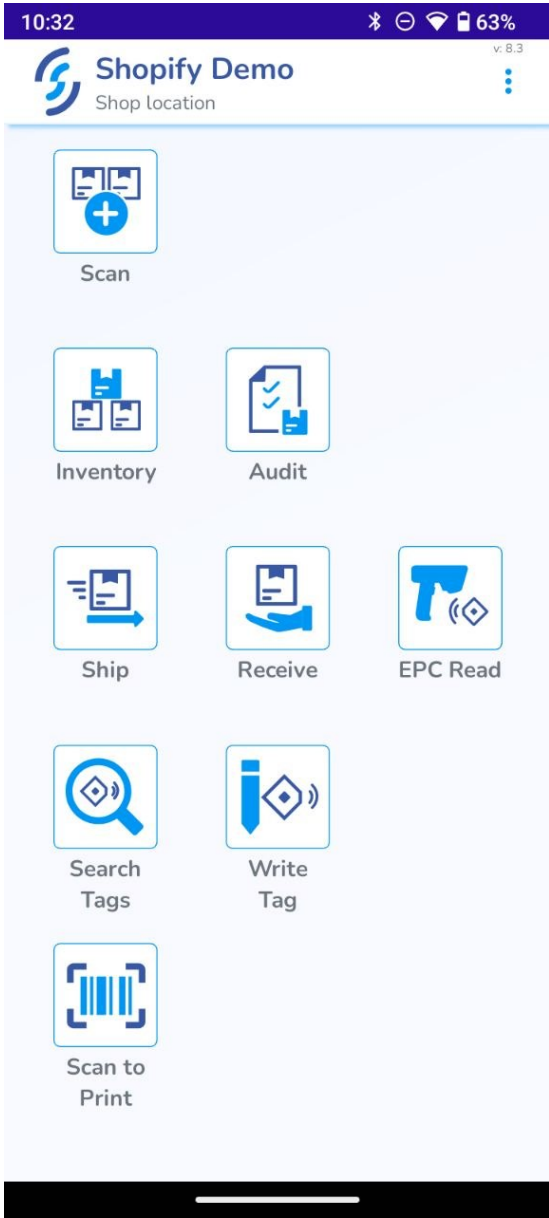 10:32 63%
v: 8.3
Shopify Demo
Shop location
Scan
Inventory Audit
Ship Receive EPC Read
Search Write
Tags Tag
Scan to
Print